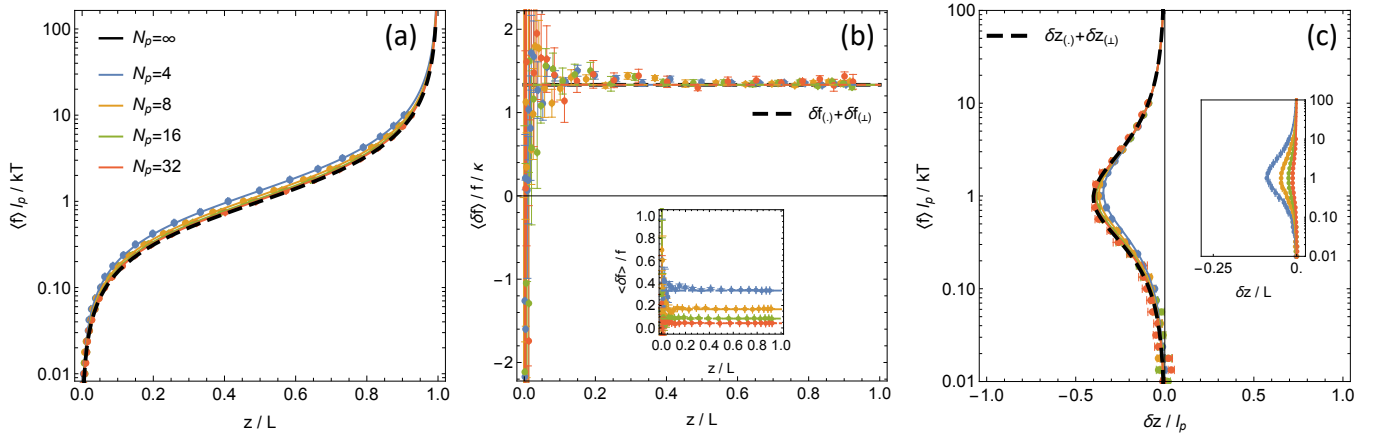 (a)
100
10
1
0.10
0.01
⟨f⟩ l_p / kT
N_p=∞
N_p=4
N_p=8
N_p=16
N_p=32
0.0 0.2 0.4 0.6 0.8 1.0
z / L
(b)
2
1
0
−1
−2
⟨δf⟩ / f / κ
δf_(.)+δf_(⊥)
1.0
0.8
0.6
0.4
0.2
0.0
<δf> / f
0.0 0.2 0.4 0.6 0.8 1.0
z / L
0.0 0.2 0.4 0.6 0.8 1.0
z / L
(c)
100
10
1
0.10
0.01
⟨f⟩ l_p / kT
δz_(.)+δz_(⊥)
100
10
1
0.10
0.01
-0.25 0.
δz / L
-1.0 -0.5 0.0 0.5 1.0
δz / l_p